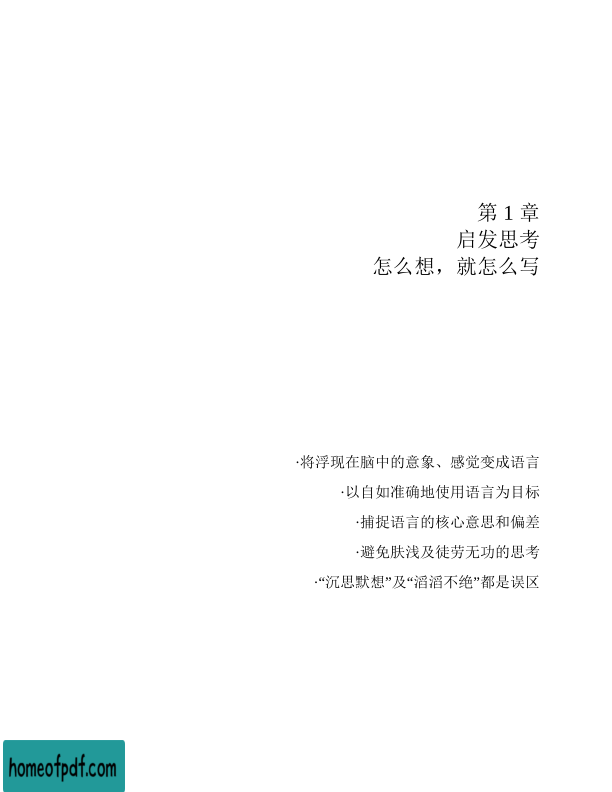 第 1 章
启发思考
怎么想，就怎么写
·将浮现在脑中的意象、感觉变成语言
·以自如准确地使用语言为目标
·捕捉语言的核心意思和偏差
·避免肤浅及徒劳无功的思考
·“沉思默想”及“滔滔不绝”都是误区
homeofpdf.com